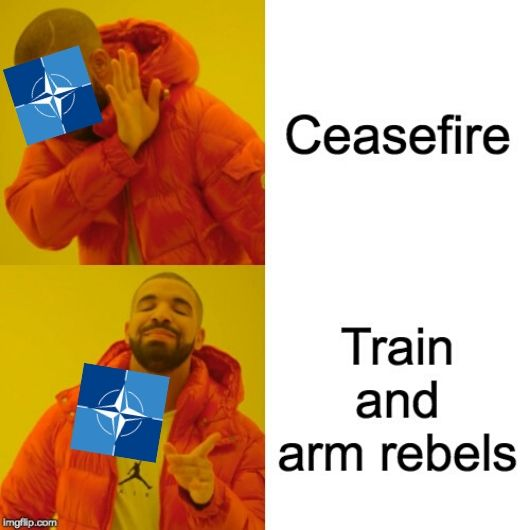 Ceasefire
Train
and
arm rebels
imgflip.com